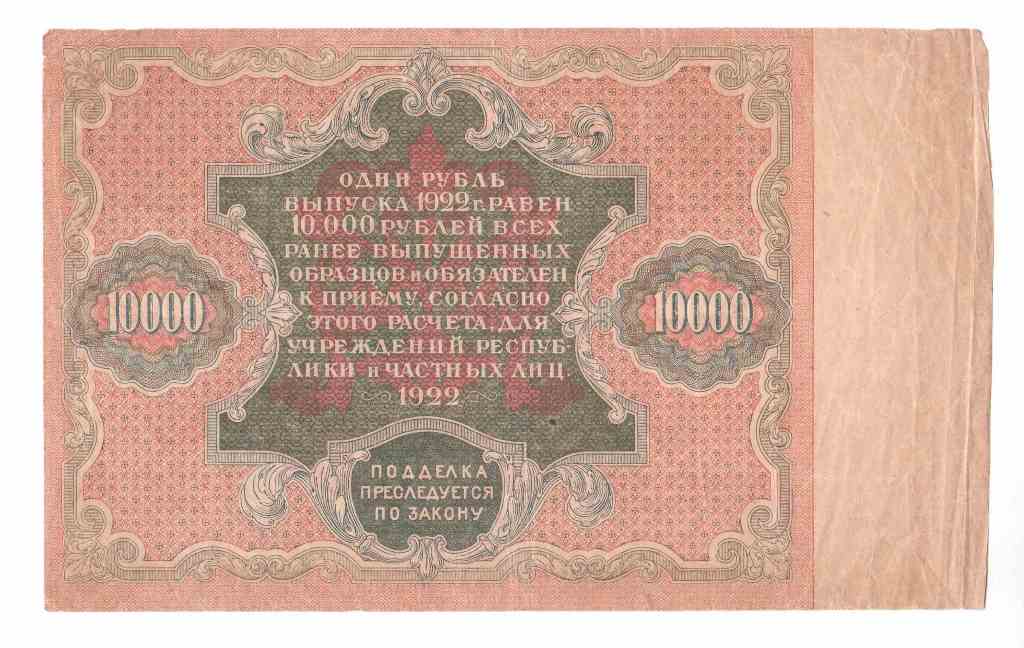 ОДИН РУБЛЬ
ВЫПУСКА 1922 г. РАВЕН
10.000 РУБЛЕЙ ВСЕХ
РАНЕЕ ВЫПУЩЕННЫХ
ОБРАЗЦОВ и ОБЯЗАТЕЛЕН
К ПРИЕМУ, СОГЛАСНО
ЭТОГО РАСЧЕТА, ДЛЯ
УЧРЕЖДЕНИЙ РЕСПУБ-
ЛИКИ и ЧАСТНЫХ ЛИЦ.
1922
10000
10000
ПОДДЕЛКА
ПРЕСЛЕДУЕТСЯ
ПО ЗАКОНУ